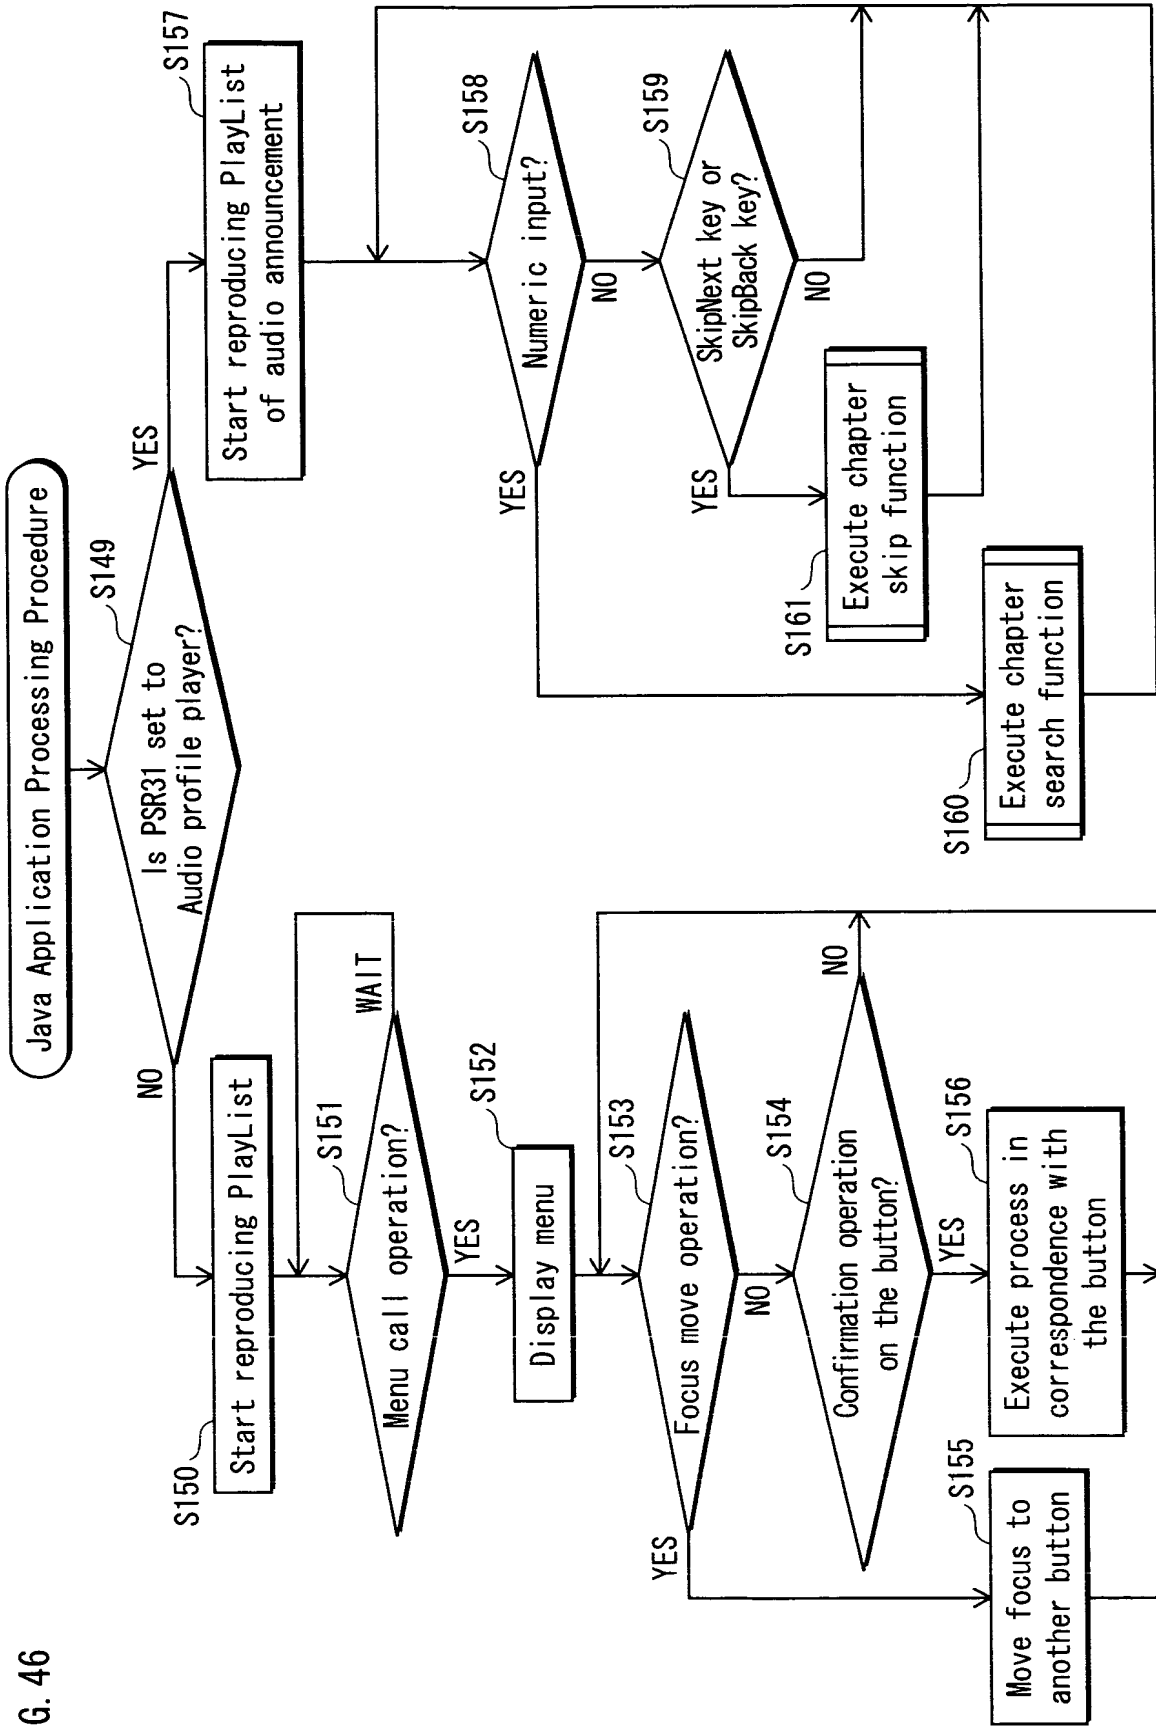 G. 46
Java Application Processing Procedure
S149
Is PSR31 set to
Audio profile player?
NO
YES
S150
Start reproducing PlayList
S151
Menu call operation?
WAIT
YES
S152
Display menu
S153
Focus move operation?
YES
NO
S154
Confirmation operation
on the button?
NO
YES
S155
Move focus to
another button
S156
Execute process in
correspondence with
the button
S157
Start reproducing PlayList
of audio announcement
S158
Numeric input?
YES
NO
S159
SkipNext key or
SkipBack key?
YES
NO
S161
Execute chapter
skip function
S160
Execute chapter
search function